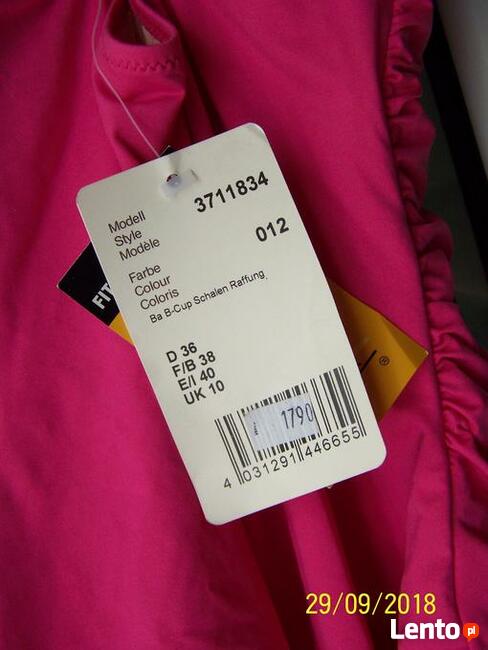 Modell
Style
Modèle
3711834
Farbe
Colour
Coloris
012
Ba B-Cup Schalen Raffung,
D 36
F/B 38
E/I 40
UK 10
1790
4 031291 446655
FIT
®
29/09/2018
Lento pl